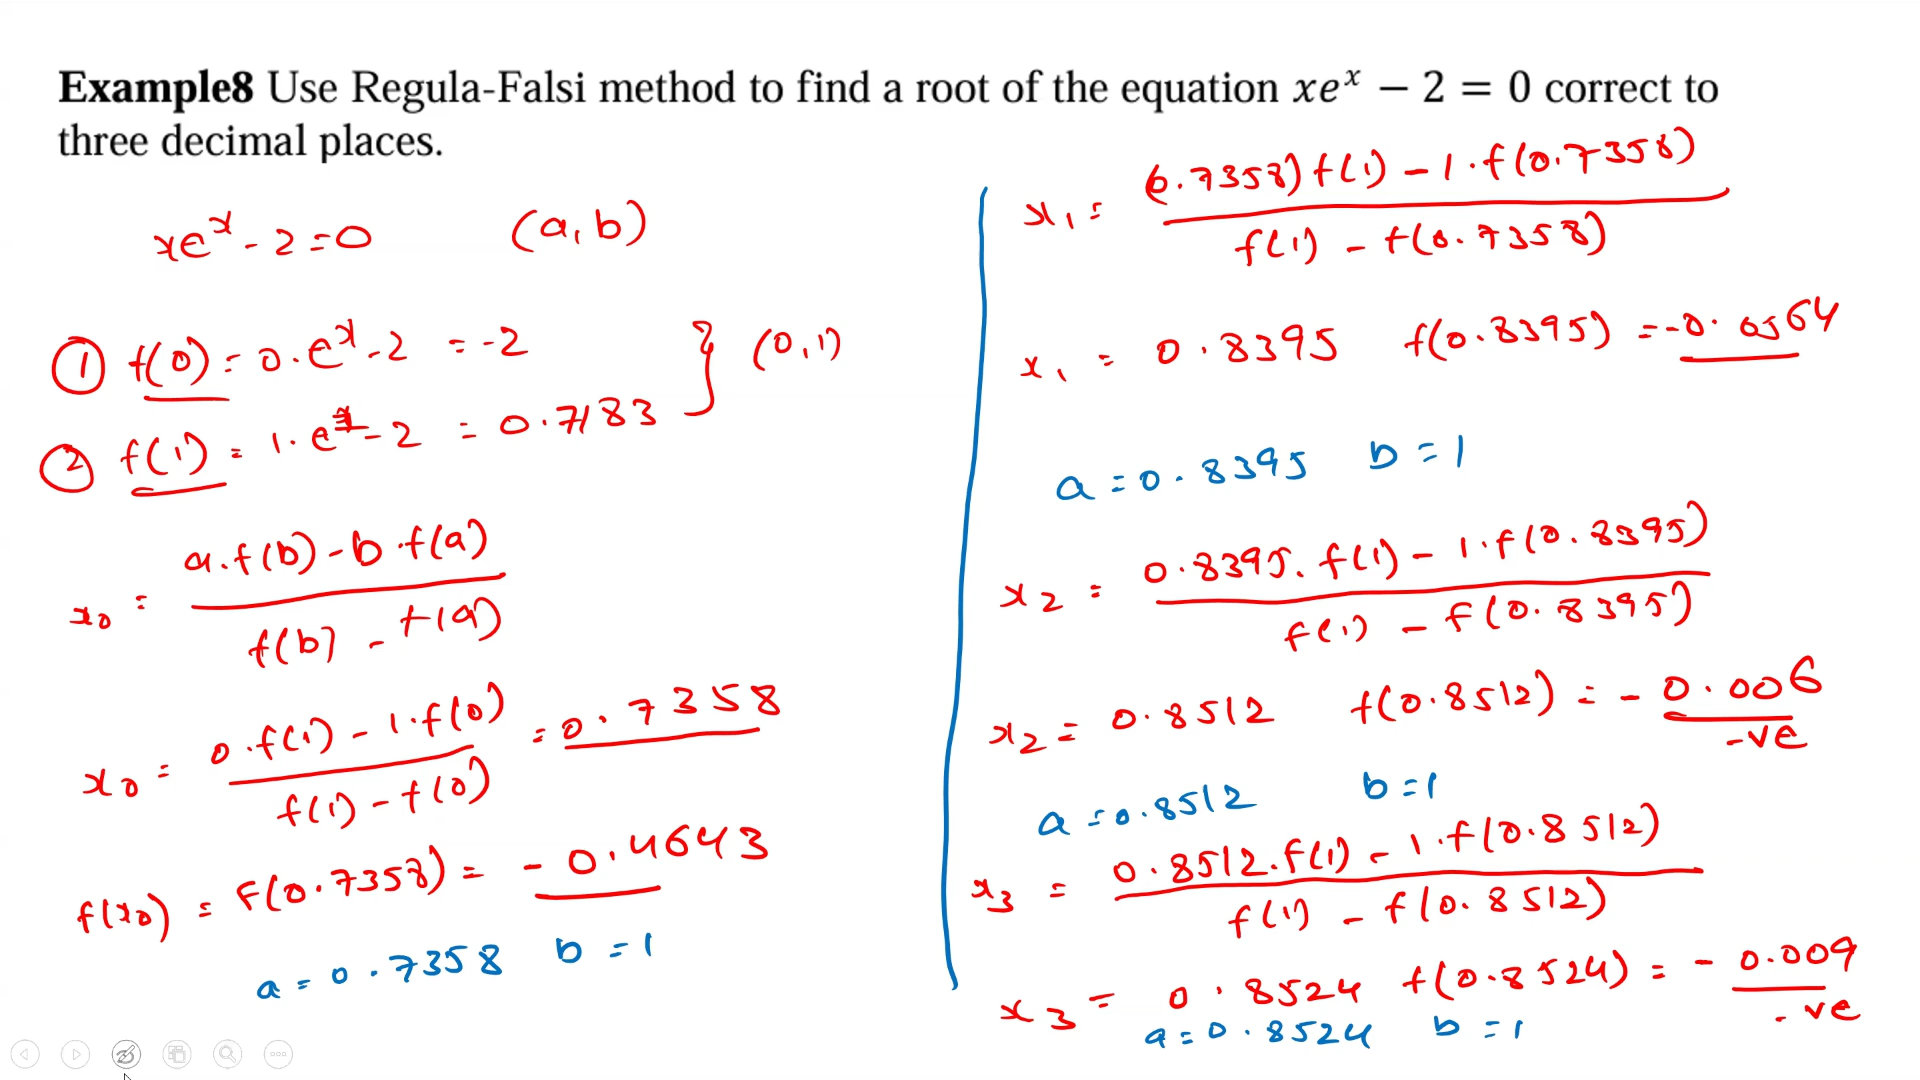 Example8 Use Regula-Falsi method to find a root of the equation xeˣ − 2 = 0 correct to
three decimal places.
xeˣ - 2 = 0 (a, b)
① f(0) = 0.eˣ - 2 = -2
② f(1) = 1.e - 2 = 0.7183 } (0, 1)
x₀ = a.f(b) - b.f(a) / f(b) - f(a)
x₀ = 0.f(1) - 1.f(0) / f(1) - f(0) = 0.7358
f(x₀) = F(0.7358) = -0.4643
a = 0.7358 b = 1
x₁ = (0.7358) f(1) - 1.f(0.7358) / f(1) - f(0.7358)
x₁ = 0.8395 f(0.8395) = -0.0564
a = 0.8395 b = 1
x₂ = 0.8395. f(1) - 1.f(0.8395) / f(1) - f(0.8395)
x₂ = 0.8512 f(0.8512) = -0.006
-ve
a = 0.8512 b = 1
x₃ = 0.8512.f(1) - 1.f(0.8512) / f(1) - f(0.8512)
x₃ = 0.8524 f(0.8524) = -0.009
-ve
a = 0.8524 b = 1